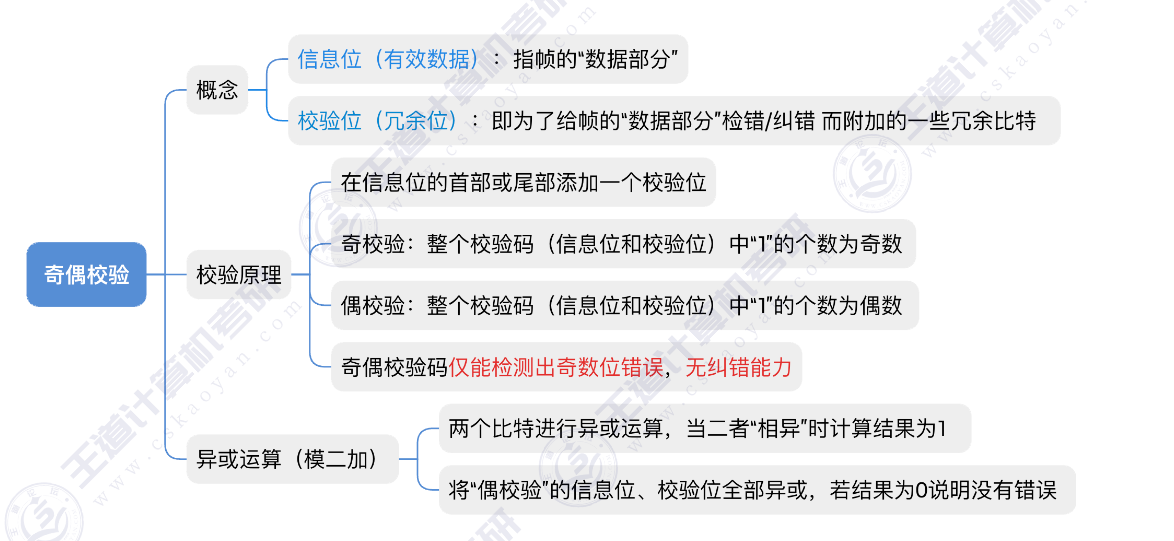 奇偶校验
概念
信息位（有效数据）：指帧的“数据部分”
校验位（冗余位）：即为了给帧的“数据部分”检错/纠错 而附加的一些冗余比特
校验原理
在信息位的首部或尾部添加一个校验位
奇校验：整个校验码（信息位和校验位）中“1”的个数为奇数
偶校验：整个校验码（信息位和校验位）中“1”的个数为偶数
奇偶校验码仅能检测出奇数位错误，无纠错能力
异或运算（模二加）
两个比特进行异或运算，当二者“相异”时计算结果为1
将“偶校验”的信息位、校验位全部异或，若结果为0说明没有错误
王道计算机考研
www.cskaoyan.com